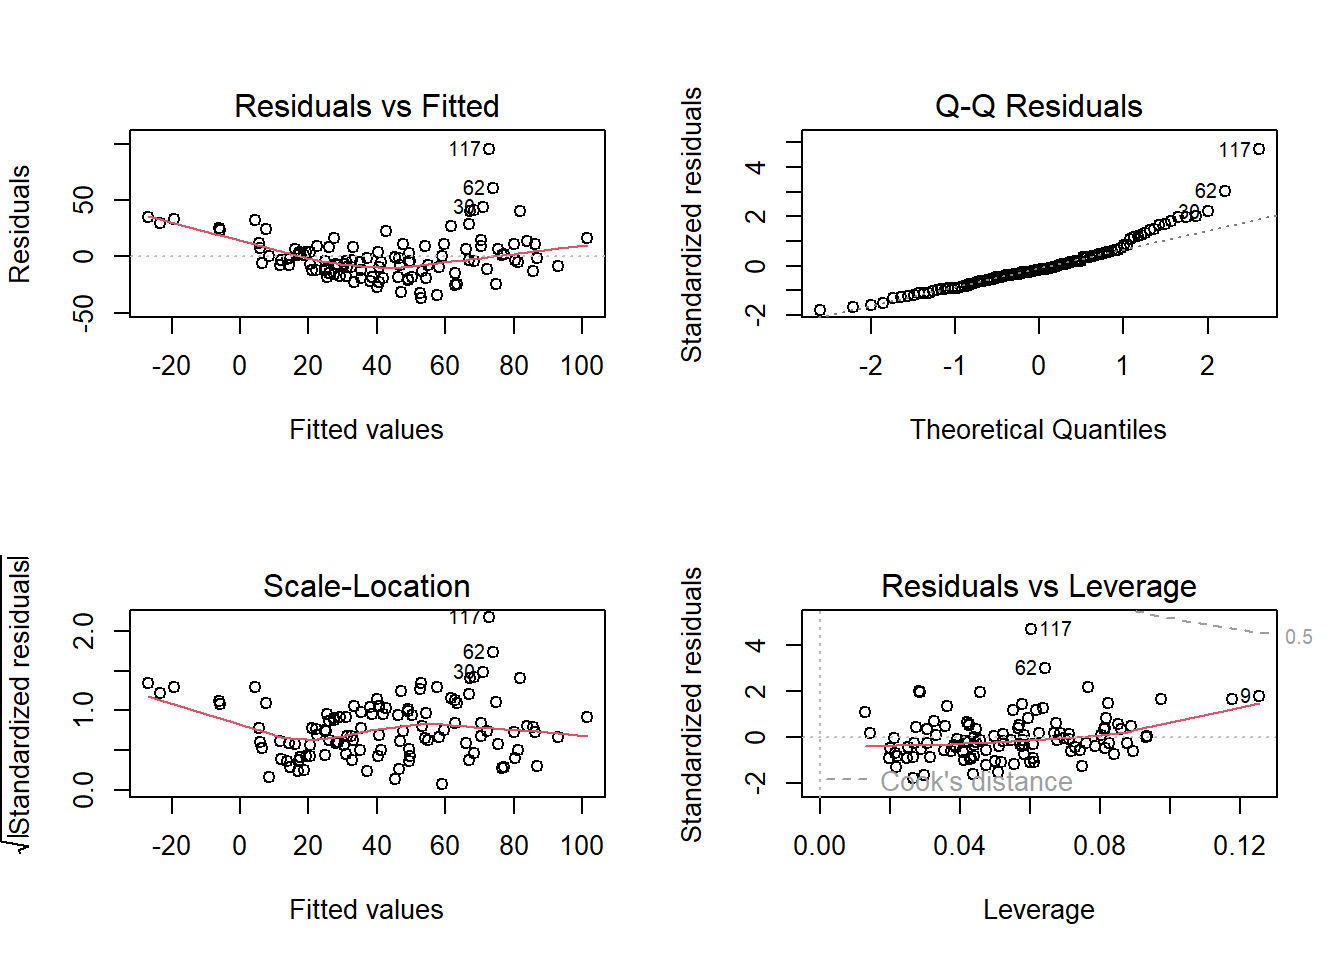 Residuals vs Fitted
Residuals
50
0
-50
117
62
30
-20 0 20 40 60 80 100
Fitted values
Q-Q Residuals
Standardized residuals
4
2
0
-2
117
62
30
-2 -1 0 1 2
Theoretical Quantiles
Scale-Location
√|Standardized residuals|
2.0
1.0
0.0
117
62
30
-20 0 20 40 60 80 100
Fitted values
Residuals vs Leverage
Standardized residuals
4
2
0
-2
117
62
9
0.5
Cook's distance
0.00 0.04 0.08 0.12
Leverage